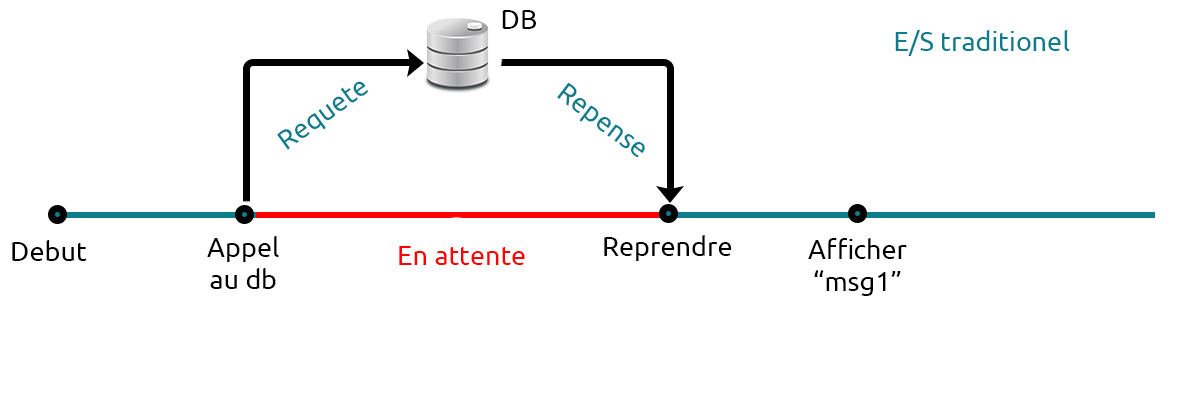 DB
E/S traditionel
Requete
Repense
Debut
Appel
au db
En attente
Reprendre
Afficher
“msg1”